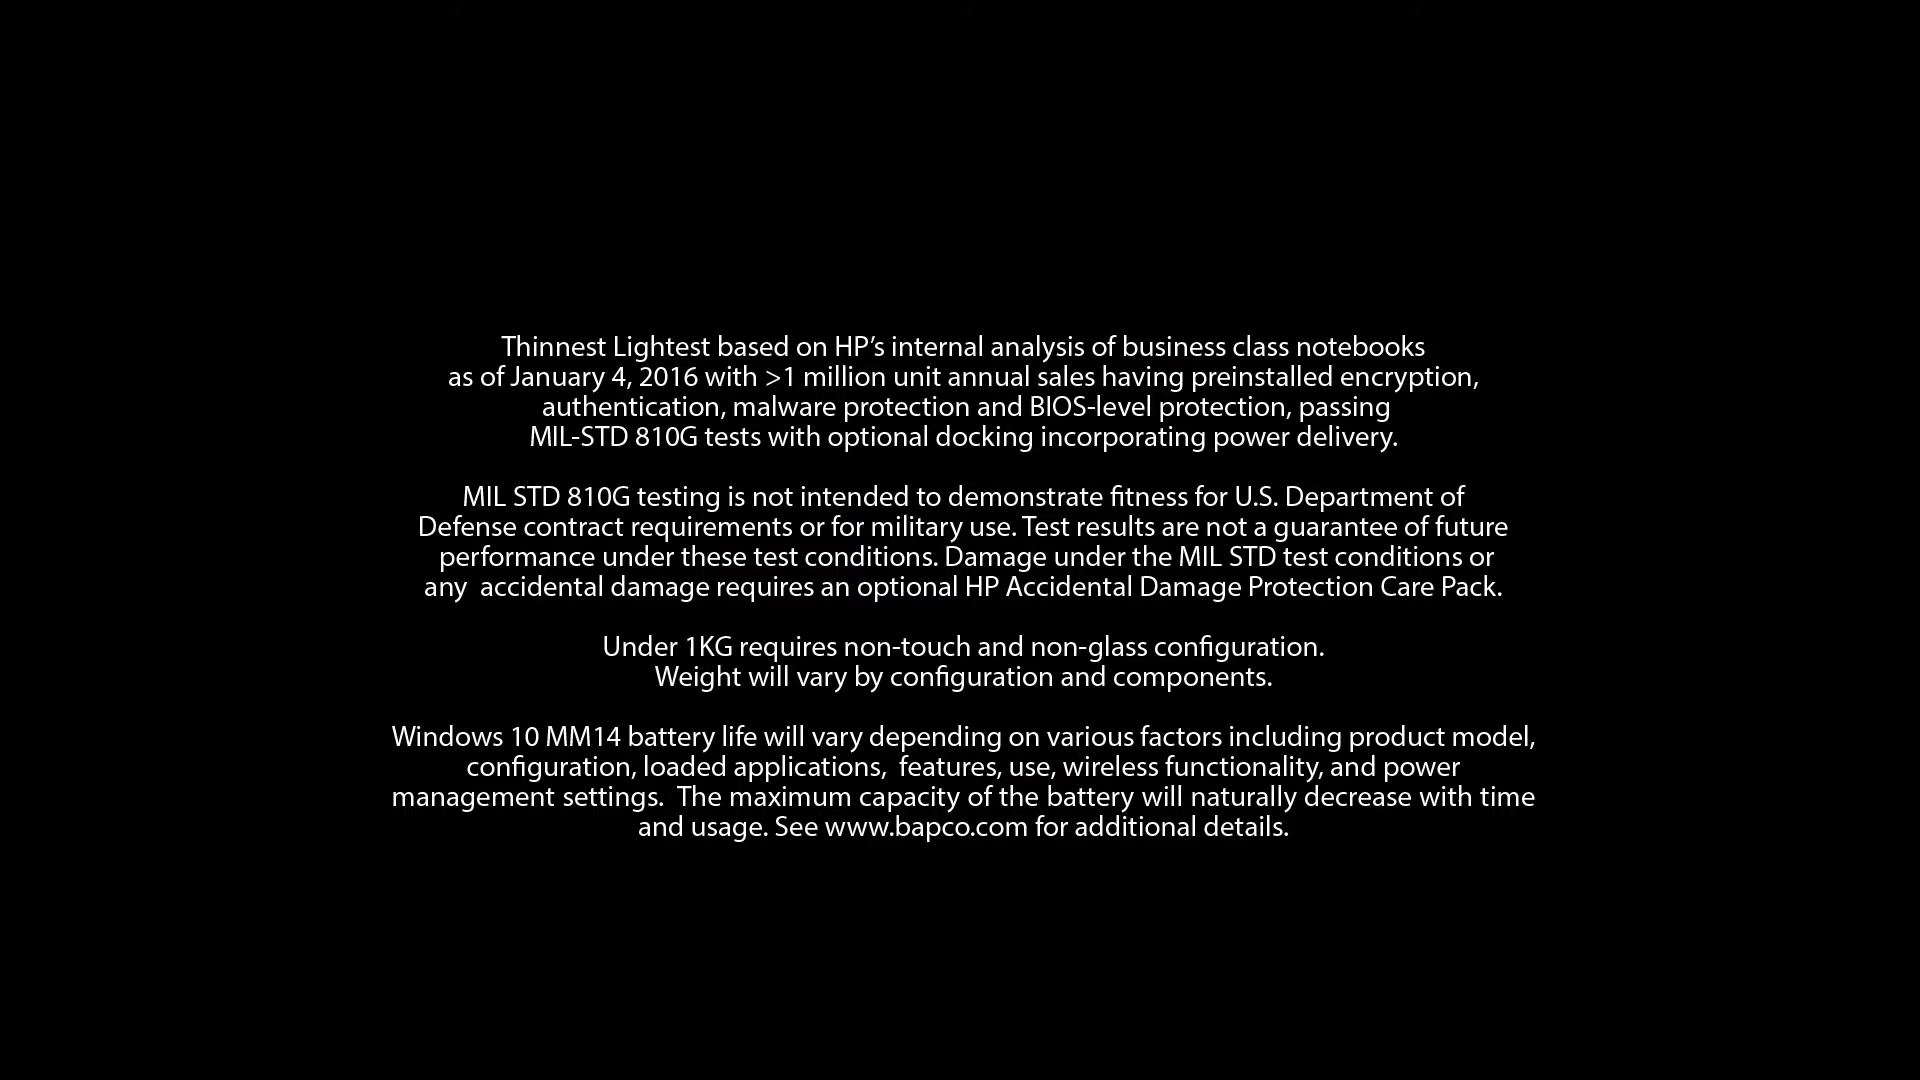 Thinnest Lightest based on HP’s internal analysis of business class notebooks
as of January 4, 2016 with >1 million unit annual sales having preinstalled encryption,
authentication, malware protection and BIOS-level protection, passing
MIL-STD 810G tests with optional docking incorporating power delivery.
MIL STD 810G testing is not intended to demonstrate fitness for U.S. Department of
Defense contract requirements or for military use. Test results are not a guarantee of future
performance under these test conditions. Damage under the MIL STD test conditions or
any  accidental damage requires an optional HP Accidental Damage Protection Care Pack.
Under 1KG requires non-touch and non-glass configuration.
Weight will vary by configuration and components.
Windows 10 MM14 battery life will vary depending on various factors including product model,
configuration, loaded applications,  features, use, wireless functionality, and power
management settings.  The maximum capacity of the battery will naturally decrease with time
and usage. See www.bapco.com for additional details.